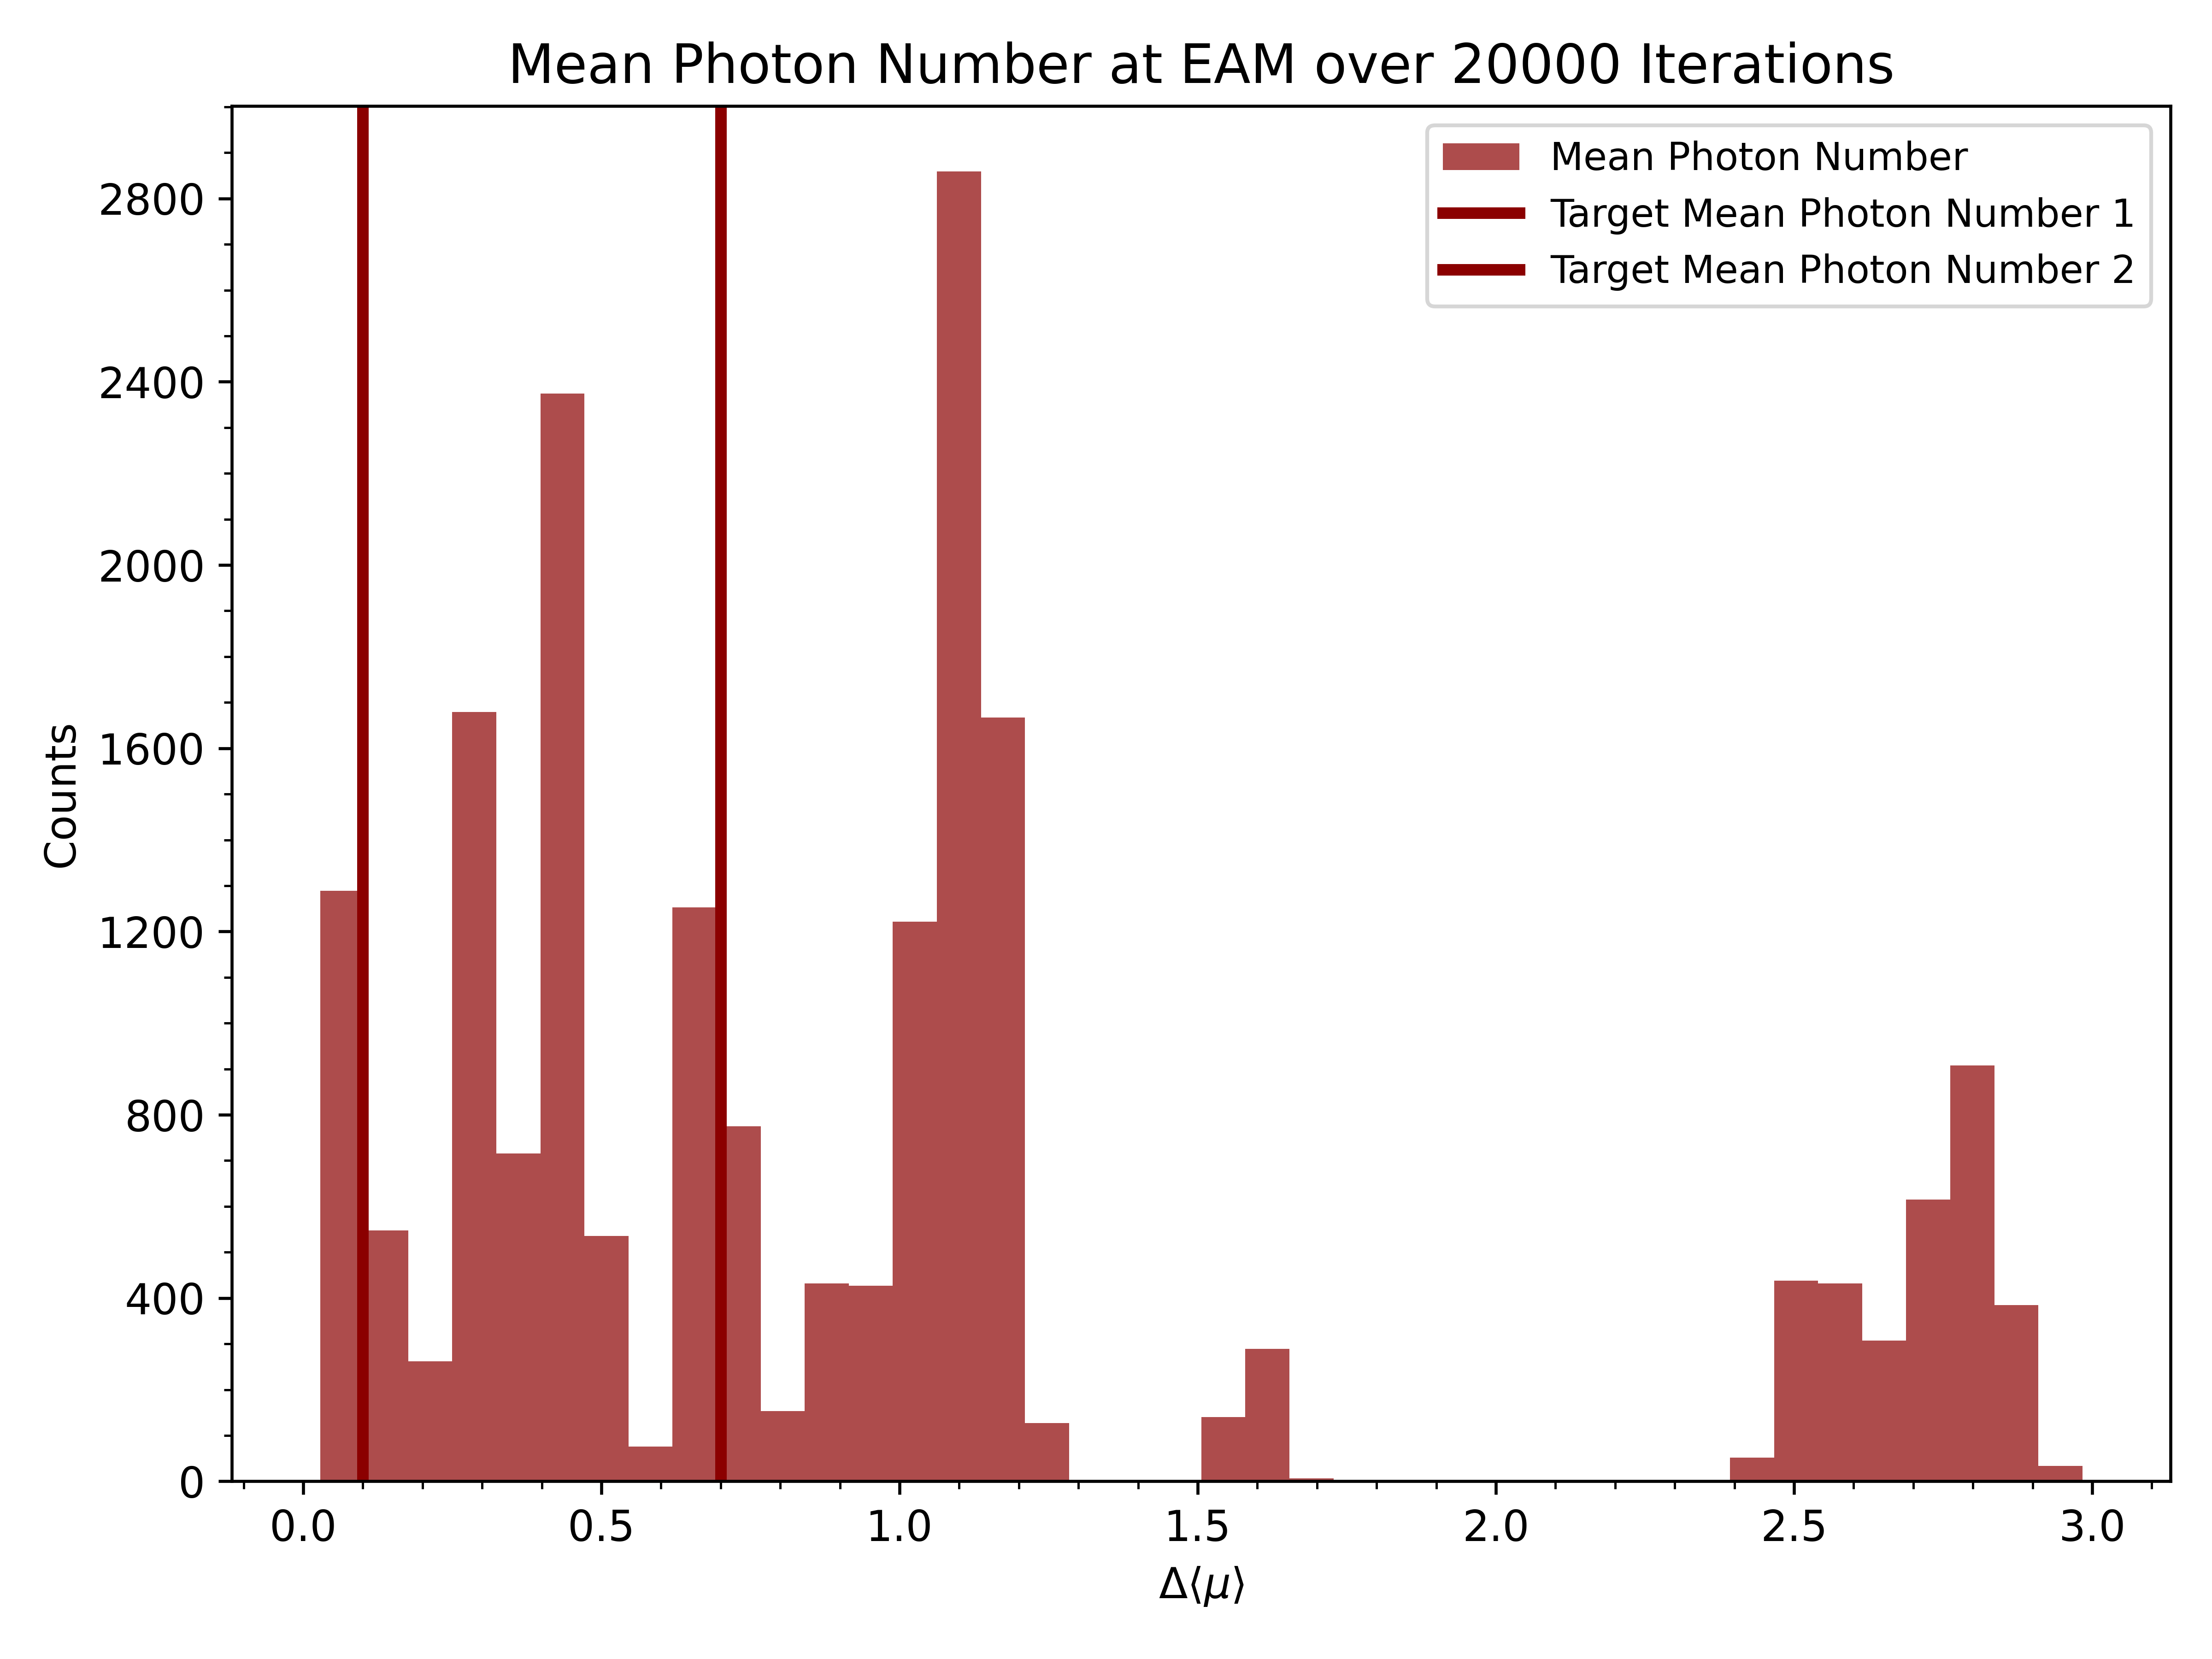 Mean Photon Number at EAM over 20000 Iterations
Mean Photon Number
Target Mean Photon Number 1
Target Mean Photon Number 2
2800
2400
2000
1600
1200
800
400
0
Counts
0.0 0.5 1.0 1.5 2.0 2.5 3.0
Δ⟨μ⟩